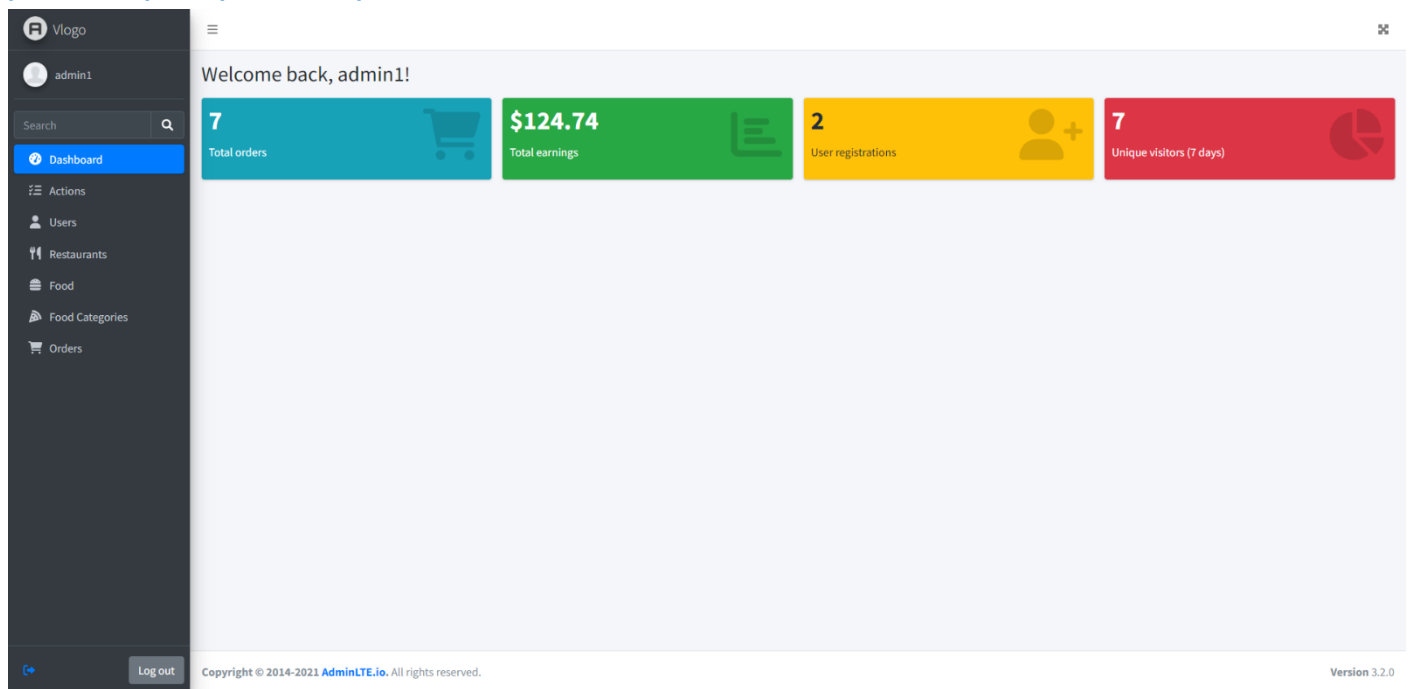 Vlogo
admin1
Search
Dashboard
Actions
Users
Restaurants
Food
Food Categories
Orders
Log out
Welcome back, admin1!
7
Total orders
$124.74
Total earnings
2
User registrations
7
Unique visitors (7 days)
Copyright © 2014-2021 AdminLTE.io. All rights reserved.
Version 3.2.0